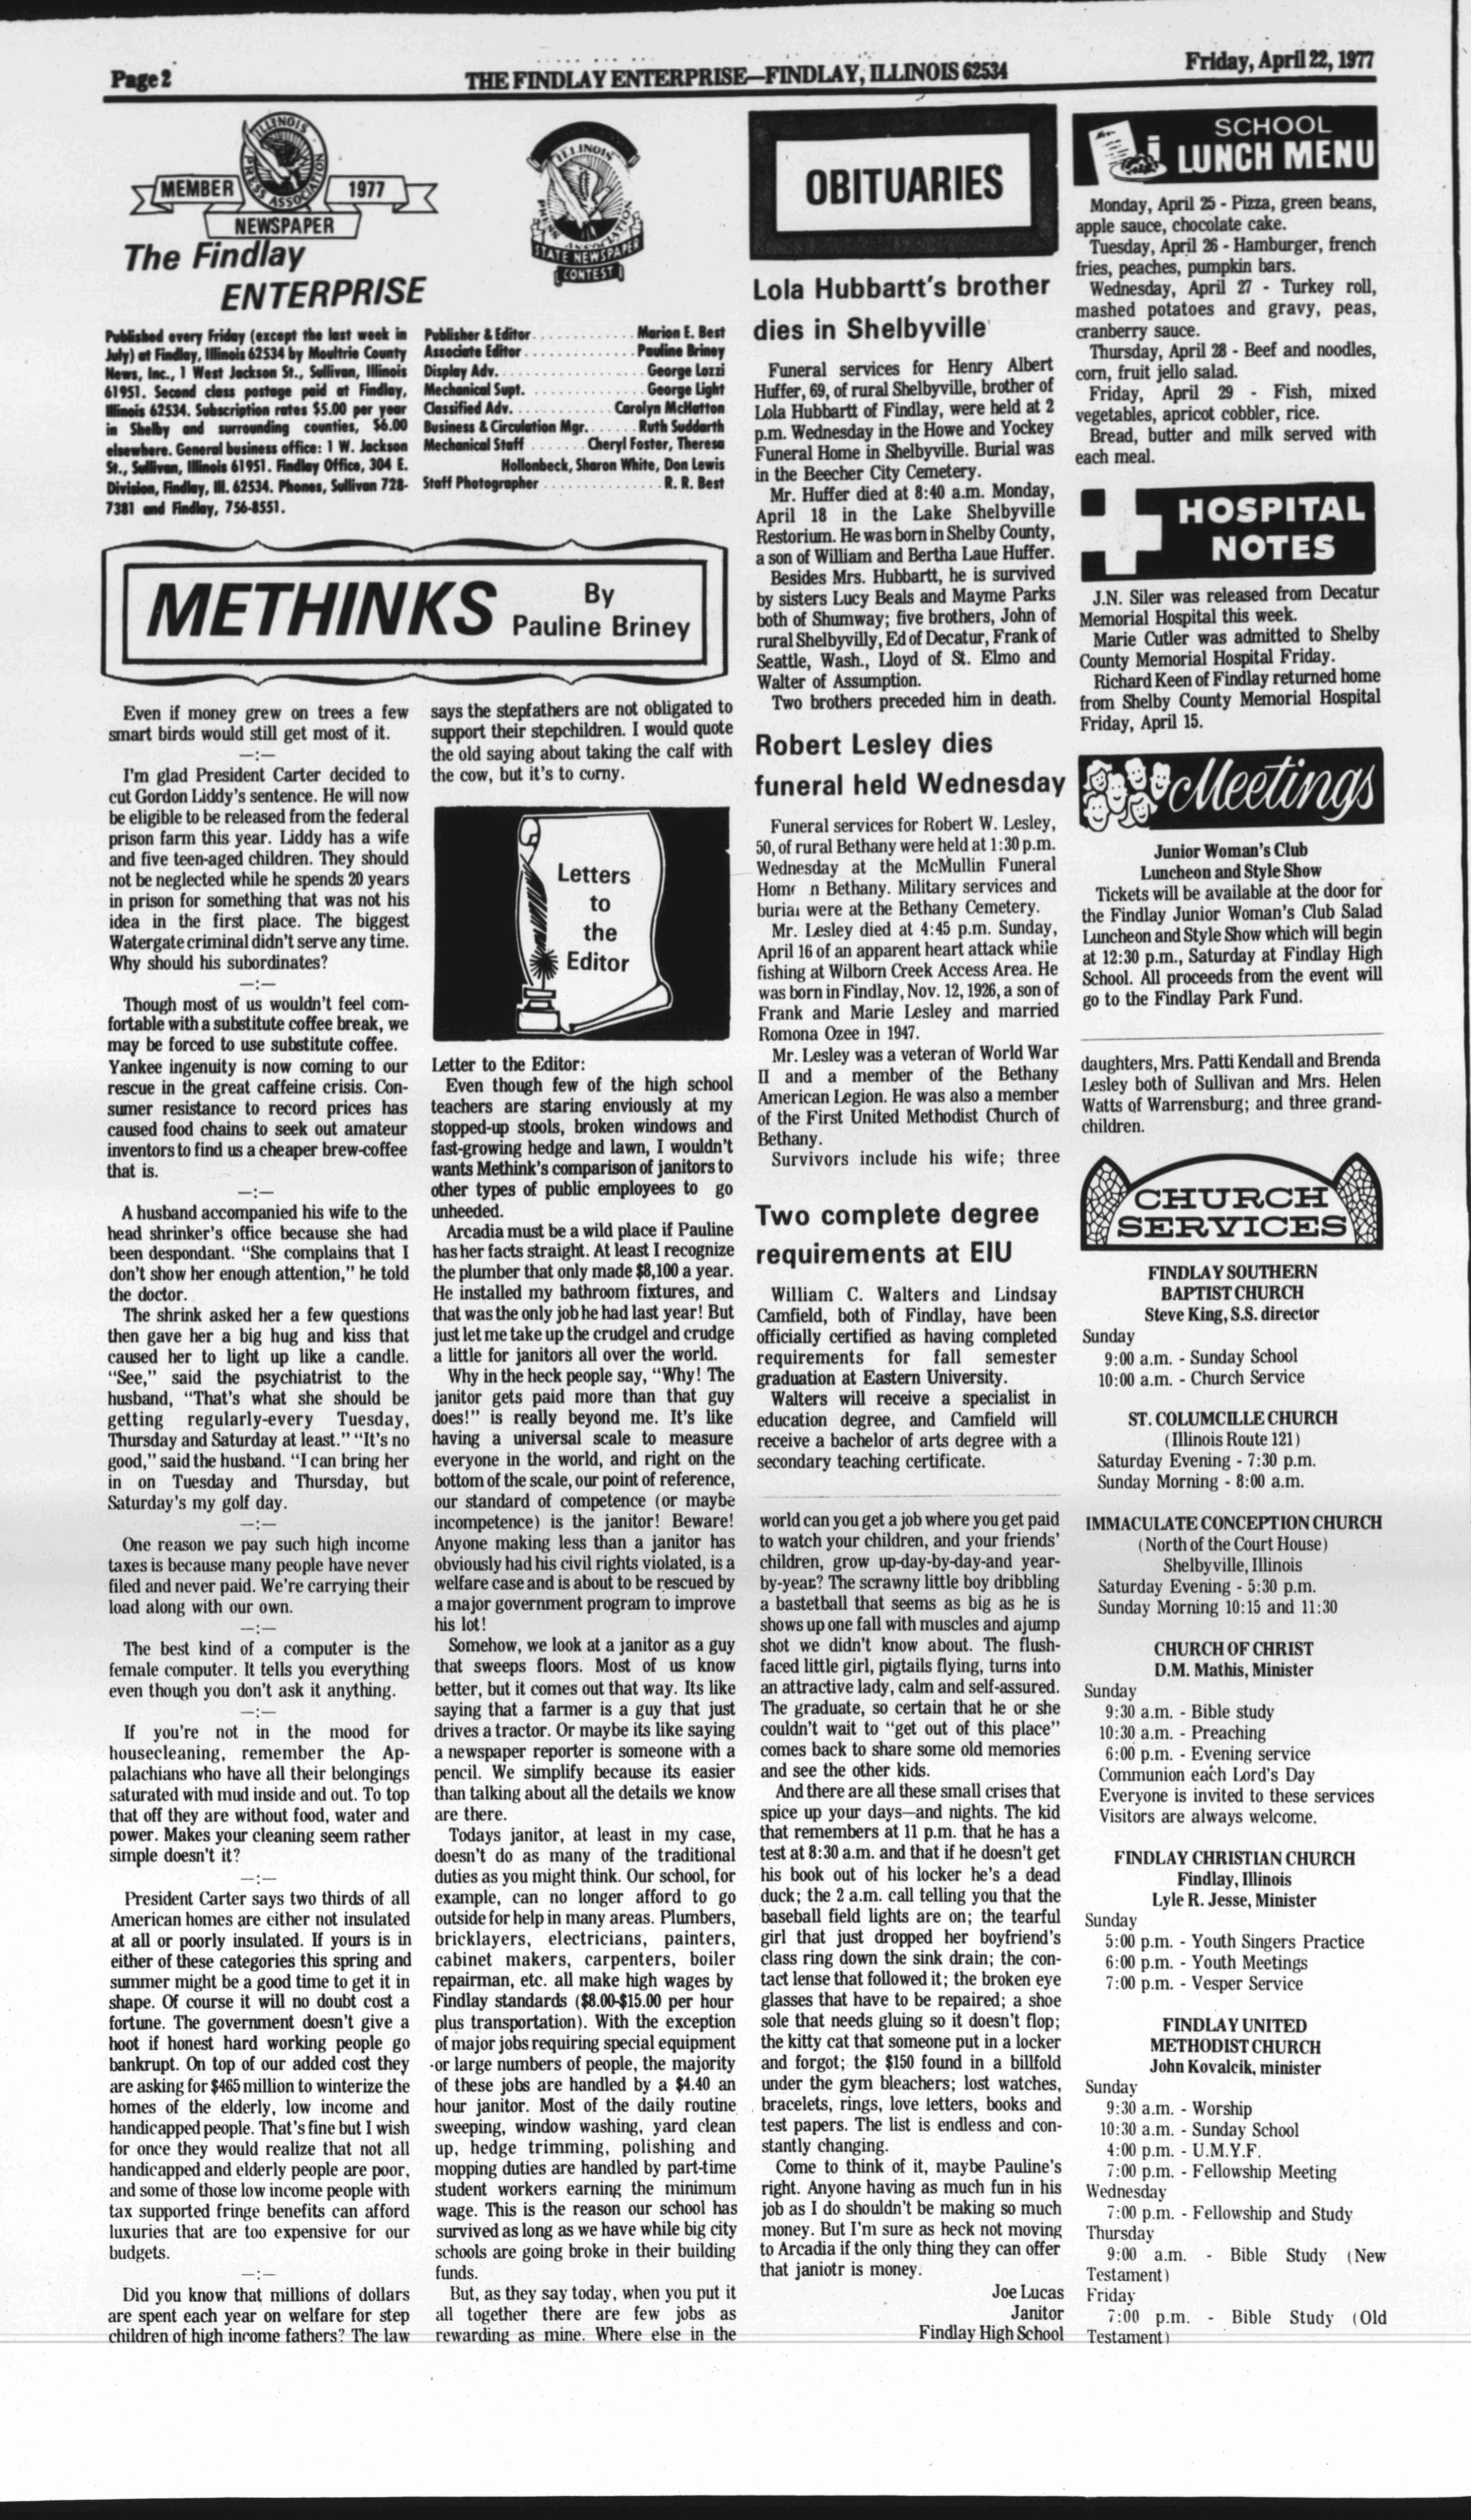 Page 2
THE FINDLAY ENTERPRISE—FINDLAY, ILLINOIS 62534
Friday, April 22, 1977
ILLINOIS
PRESS ASSOCIATION
MEMBER
1977
NEWSPAPER
The Findlay
ENTERPRISE
ILLINOIS
PRESS ASSOCIATION
STATE NEWSPAPER
CONTEST
Published every Friday (except the last week in
July) at Findlay, Illinois 62534 by Moultrie County
News, Inc., 1 West Jackson St., Sullivan, Illinois
61951. Second class postage paid at Findlay,
Illinois 62534. Subscription rates $5.00 per year
in Shelby and surrounding counties, $6.00
elsewhere. General business office: 1 W. Jackson
St., Sullivan, Illinois 61951. Findlay Office, 304 E.
Division, Findlay, Ill. 62534. Phones, Sullivan 728-
7381 and Findlay, 756-8551.
Publisher & Editor............Marion E. Best
Associate Editor............Pauline Briney
Display Adv.............George Lozzi
Mechanical Supt.............George Light
Classified Adv.............Carolyn McHatton
Business & Circulation Mgr.......Ruth Suddarth
Mechanical Staff.......Cheryl Foster, Theresa
Hollonbeck, Sharon White, Don Lewis
Staff Photographer............R. R. Best
METHINKS
By
Pauline Briney
Even if money grew on trees a few
smart birds would still get most of it.
—:—
I'm glad President Carter decided to
cut Gordon Liddy's sentence. He will now
be eligible to be released from the federal
prison farm this year. Liddy has a wife
and five teen-aged children. They should
not be neglected while he spends 20 years
in prison for something that was not his
idea in the first place. The biggest
Watergate criminal didn't serve any time.
Why should his subordinates?
—:—
Though most of us wouldn't feel com-
fortable with a substitute coffee break, we
may be forced to use substitute coffee.
Yankee ingenuity is now coming to our
rescue in the great caffeine crisis. Con-
sumer resistance to record prices has
caused food chains to seek out amateur
inventors to find us a cheaper brew-coffee
that is.
—:—
A husband accompanied his wife to the
head shrinker's office because she had
been despondant. "She complains that I
don't show her enough attention," he told
the doctor.
The shrink asked her a few questions
then gave her a big hug and kiss that
caused her to light up like a candle.
"See," said the psychiatrist to the
husband, "That's what she should be
getting regularly-every Tuesday,
Thursday and Saturday at least." "It's no
good," said the husband. "I can bring her
in on Tuesday and Thursday, but
Saturday's my golf day.
—:—
One reason we pay such high income
taxes is because many people have never
filed and never paid. We're carrying their
load along with our own.
—:—
The best kind of a computer is the
female computer. It tells you everything
even though you don't ask it anything.
—:—
If you're not in the mood for
housecleaning, remember the Ap-
palachians who have all their belongings
saturated with mud inside and out. To top
that off they are without food, water and
power. Makes your cleaning seem rather
simple doesn't it?
—:—
President Carter says two thirds of all
American homes are either not insulated
at all or poorly insulated. If yours is in
either of these categories this spring and
summer might be a good time to get it in
shape. Of course it will no doubt cost a
fortune. The government doesn't give a
hoot if honest hard working people go
bankrupt. On top of our added cost they
are asking for $465 million to winterize the
homes of the elderly, low income and
handicapped people. That's fine but I wish
for once they would realize that not all
handicapped and elderly people are poor,
and some of those low income people with
tax supported fringe benefits can afford
luxuries that are too expensive for our
budgets.
—:—
Did you know that millions of dollars
are spent each year on welfare for step
children of high income fathers? The law
says the stepfathers are not obligated to
support their stepchildren. I would quote
the old saying about taking the calf with
the cow, but it's to corny.
Letters
to
the
Editor
Letter to the Editor:
Even though few of the high school
teachers are staring enviously at my
stopped-up stools, broken windows and
fast-growing hedge and lawn, I wouldn't
wants Methink's comparison of janitors to
other types of public employees to go
unheeded.
Arcadia must be a wild place if Pauline
has her facts straight. At least I recognize
the plumber that only made $8,100 a year.
He installed my bathroom fixtures, and
that was the only job he had last year! But
just let me take up the crudgel and crudge
a little for janitors all over the world.
Why in the heck people say, "Why! The
janitor gets paid more than that guy
does!" is really beyond me. It's like
having a universal scale to measure
everyone in the world, and right on the
bottom of the scale, our point of reference,
our standard of competence (or maybe
incompetence) is the janitor! Beware!
Anyone making less than a janitor has
obviously had his civil rights violated, is a
welfare case and is about to be rescued by
a major government program to improve
his lot!
Somehow, we look at a janitor as a guy
that sweeps floors. Most of us know
better, but it comes out that way. Its like
saying that a farmer is a guy that just
drives a tractor. Or maybe its like saying
a newspaper reporter is someone with a
pencil. We simplify because its easier
than talking about all the details we know
are there.
Todays janitor, at least in my case,
doesn't do as many of the traditional
duties as you might think. Our school, for
example, can no longer afford to go
outside for help in many areas. Plumbers,
bricklayers, electricians, painters,
cabinet makers, carpenters, boiler
repairman, etc. all make high wages by
Findlay standards ($8.00-$15.00 per hour
plus transportation). With the exception
of major jobs requiring special equipment
or large numbers of people, the majority
of these jobs are handled by a $4.40 an
hour janitor. Most of the daily routine
sweeping, window washing, yard clean
up, hedge trimming, polishing and
mopping duties are handled by part-time
student workers earning the minimum
wage. This is the reason our school has
survived as long as we have while big city
schools are going broke in their building
funds.
But, as they say today, when you put it
all together there are few jobs as
rewarding as mine. Where else in the
OBITUARIES
Lola Hubbartt's brother
dies in Shelbyville
Funeral services for Henry Albert
Huffer, 69, of rural Shelbyville, brother of
Lola Hubbartt of Findlay, were held at 2
p.m. Wednesday in the Howe and Yockey
Funeral Home in Shelbyville. Burial was
in the Beecher City Cemetery.
Mr. Huffer died at 8:40 a.m. Monday,
April 18 in the Lake Shelbyville
Restorium. He was born in Shelby County,
a son of William and Bertha Laue Huffer.
Besides Mrs. Hubbartt, he is survived
by sisters Lucy Beals and Mayme Parks
both of Shumway; five brothers, John of
rural Shelbyvilly, Ed of Decatur, Frank of
Seattle, Wash., Lloyd of St. Elmo and
Walter of Assumption.
Two brothers preceded him in death.
Robert Lesley dies
funeral held Wednesday
Funeral services for Robert W. Lesley,
50, of rural Bethany were held at 1:30 p.m.
Wednesday at the McMullin Funeral
Home n Bethany. Military services and
burial were at the Bethany Cemetery.
Mr. Lesley died at 4:45 p.m. Sunday,
April 16 of an apparent heart attack while
fishing at Wilborn Creek Access Area. He
was born in Findlay, Nov. 12, 1926, a son of
Frank and Marie Lesley and married
Romona Ozee in 1947.
Mr. Lesley was a veteran of World War
II and a member of the Bethany
American Legion. He was also a member
of the First United Methodist Church of
Bethany.
Survivors include his wife; three
Two complete degree
requirements at EIU
William C. Walters and Lindsay
Camfield, both of Findlay, have been
officially certified as having completed
requirements for fall semester
graduation at Eastern University.
Walters will receive a specialist in
education degree, and Camfield will
receive a bachelor of arts degree with a
secondary teaching certificate.
world can you get a job where you get paid
to watch your children, and your friends'
children, grow up-day-by-day-and year-
by-year? The scrawny little boy dribbling
a bastetball that seems as big as he is
shows up one fall with muscles and ajump
shot we didn't know about. The flush-
faced little girl, pigtails flying, turns into
an attractive lady, calm and self-assured.
The graduate, so certain that he or she
couldn't wait to "get out of this place"
comes back to share some old memories
and see the other kids.
And there are all these small crises that
spice up your days—and nights. The kid
that remembers at 11 p.m. that he has a
test at 8:30 a.m. and that if he doesn't get
his book out of his locker he's a dead
duck; the 2 a.m. call telling you that the
baseball field lights are on; the tearful
girl that just dropped her boyfriend's
class ring down the sink drain; the con-
tact lense that followed it; the broken eye
glasses that have to be repaired; a shoe
sole that needs gluing so it doesn't flop;
the kitty cat that someone put in a locker
and forgot; the $150 found in a billfold
under the gym bleachers; lost watches,
bracelets, rings, love letters, books and
test papers. The list is endless and con-
stantly changing.
Come to think of it, maybe Pauline's
right. Anyone having as much fun in his
job as I do shouldn't be making so much
money. But I'm sure as heck not moving
to Arcadia if the only thing they can offer
that janiotr is money.
Joe Lucas
Janitor
Findlay High School
SCHOOL
LUNCH MENU
Monday, April 25 - Pizza, green beans,
apple sauce, chocolate cake.
Tuesday, April 26 - Hamburger, french
fries, peaches, pumpkin bars.
Wednesday, April 27 - Turkey roll,
mashed potatoes and gravy, peas,
cranberry sauce.
Thursday, April 28 - Beef and noodles,
corn, fruit jello salad.
Friday, April 29 - Fish, mixed
vegetables, apricot cobbler, rice.
Bread, butter and milk served with
each meal.
HOSPITAL
NOTES
J.N. Siler was released from Decatur
Memorial Hospital this week.
Marie Cutler was admitted to Shelby
County Memorial Hospital Friday.
Richard Keen of Findlay returned home
from Shelby County Memorial Hospital
Friday, April 15.
Meetings
Junior Woman's Club
Luncheon and Style Show
Tickets will be available at the door for
the Findlay Junior Woman's Club Salad
Luncheon and Style Show which will begin
at 12:30 p.m., Saturday at Findlay High
School. All proceeds from the event will
go to the Findlay Park Fund.
daughters, Mrs. Patti Kendall and Brenda
Lesley both of Sullivan and Mrs. Helen
Watts of Warrensburg; and three grand-
children.
CHURCH
SERVICES
FINDLAY SOUTHERN
BAPTIST CHURCH
Steve King, S.S. director
Sunday
9:00 a.m. - Sunday School
10:00 a.m. - Church Service
ST. COLUMCILLE CHURCH
(Illinois Route 121)
Saturday Evening - 7:30 p.m.
Sunday Morning - 8:00 a.m.
IMMACULATE CONCEPTION CHURCH
(North of the Court House)
Shelbyville, Illinois
Saturday Evening - 5:30 p.m.
Sunday Morning 10:15 and 11:30
CHURCH OF CHRIST
D.M. Mathis, Minister
Sunday
9:30 a.m. - Bible study
10:30 a.m. - Preaching
6:00 p.m. - Evening service
Communion each Lord's Day
Everyone is invited to these services
Visitors are always welcome.
FINDLAY CHRISTIAN CHURCH
Findlay, Illinois
Lyle R. Jesse, Minister
Sunday
5:00 p.m. - Youth Singers Practice
6:00 p.m. - Youth Meetings
7:00 p.m. - Vesper Service
FINDLAY UNITED
METHODIST CHURCH
John Kovalcik, minister
Sunday
9:30 a.m. - Worship
10:30 a.m. - Sunday School
4:00 p.m. - U.M.Y.F.
7:00 p.m. - Fellowship Meeting
Wednesday
7:00 p.m. - Fellowship and Study
Thursday
9:00 a.m. - Bible Study (New
Testament)
Friday
7:00 p.m. - Bible Study (Old
Testament)